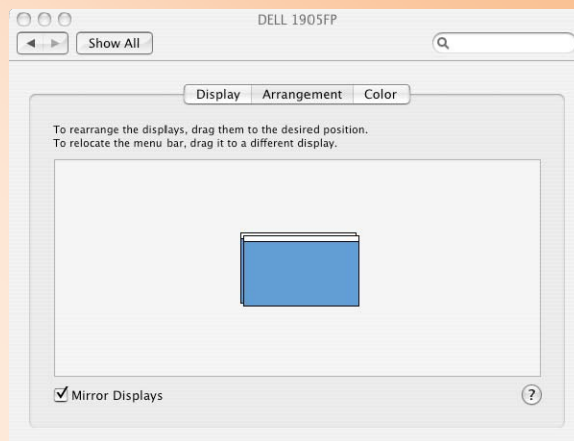 DELL 1905FP
Show All
Display Arrangement Color
To rearrange the displays, drag them to the desired position.
To relocate the menu bar, drag it to a different display.
Mirror Displays
?